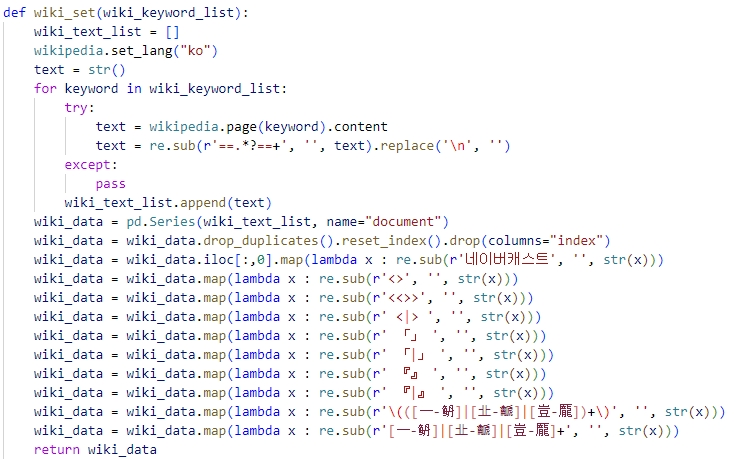 def wiki_set(wiki_keyword_list):
    wiki_text_list = []
    wikipedia.set_lang("ko")
    text = str()
    for keyword in wiki_keyword_list:
        try:
            text = wikipedia.page(keyword).content
            text = re.sub(r'==.*?==+', '', text).replace('\n', '')
        except:
            pass
        wiki_text_list.append(text)
    wiki_data = pd.Series(wiki_text_list, name="document")
    wiki_data = wiki_data.drop_duplicates().reset_index().drop(columns="index")
    wiki_data = wiki_data.iloc[:,0].map(lambda x : re.sub(r'네이버캐스트', '', str(x)))
    wiki_data = wiki_data.map(lambda x : re.sub(r'<>', '', str(x)))
    wiki_data = wiki_data.map(lambda x : re.sub(r'<<>>', '', str(x)))
    wiki_data = wiki_data.map(lambda x : re.sub(r' <|> ', '', str(x)))
    wiki_data = wiki_data.map(lambda x : re.sub(r' 「」 ', '', str(x)))
    wiki_data = wiki_data.map(lambda x : re.sub(r' 「|」 ', '', str(x)))
    wiki_data = wiki_data.map(lambda x : re.sub(r' 『』 ', '', str(x)))
    wiki_data = wiki_data.map(lambda x : re.sub(r' 『|』 ', '', str(x)))
    wiki_data = wiki_data.map(lambda x : re.sub(r'\(([一-鿕]|[㐀-䶵]|[豈-龎])+\)', '', str(x)))
    wiki_data = wiki_data.map(lambda x : re.sub(r'[一-鿕]|[㐀-䶵]|[豈-龎]+', '', str(x)))
    return wiki_data